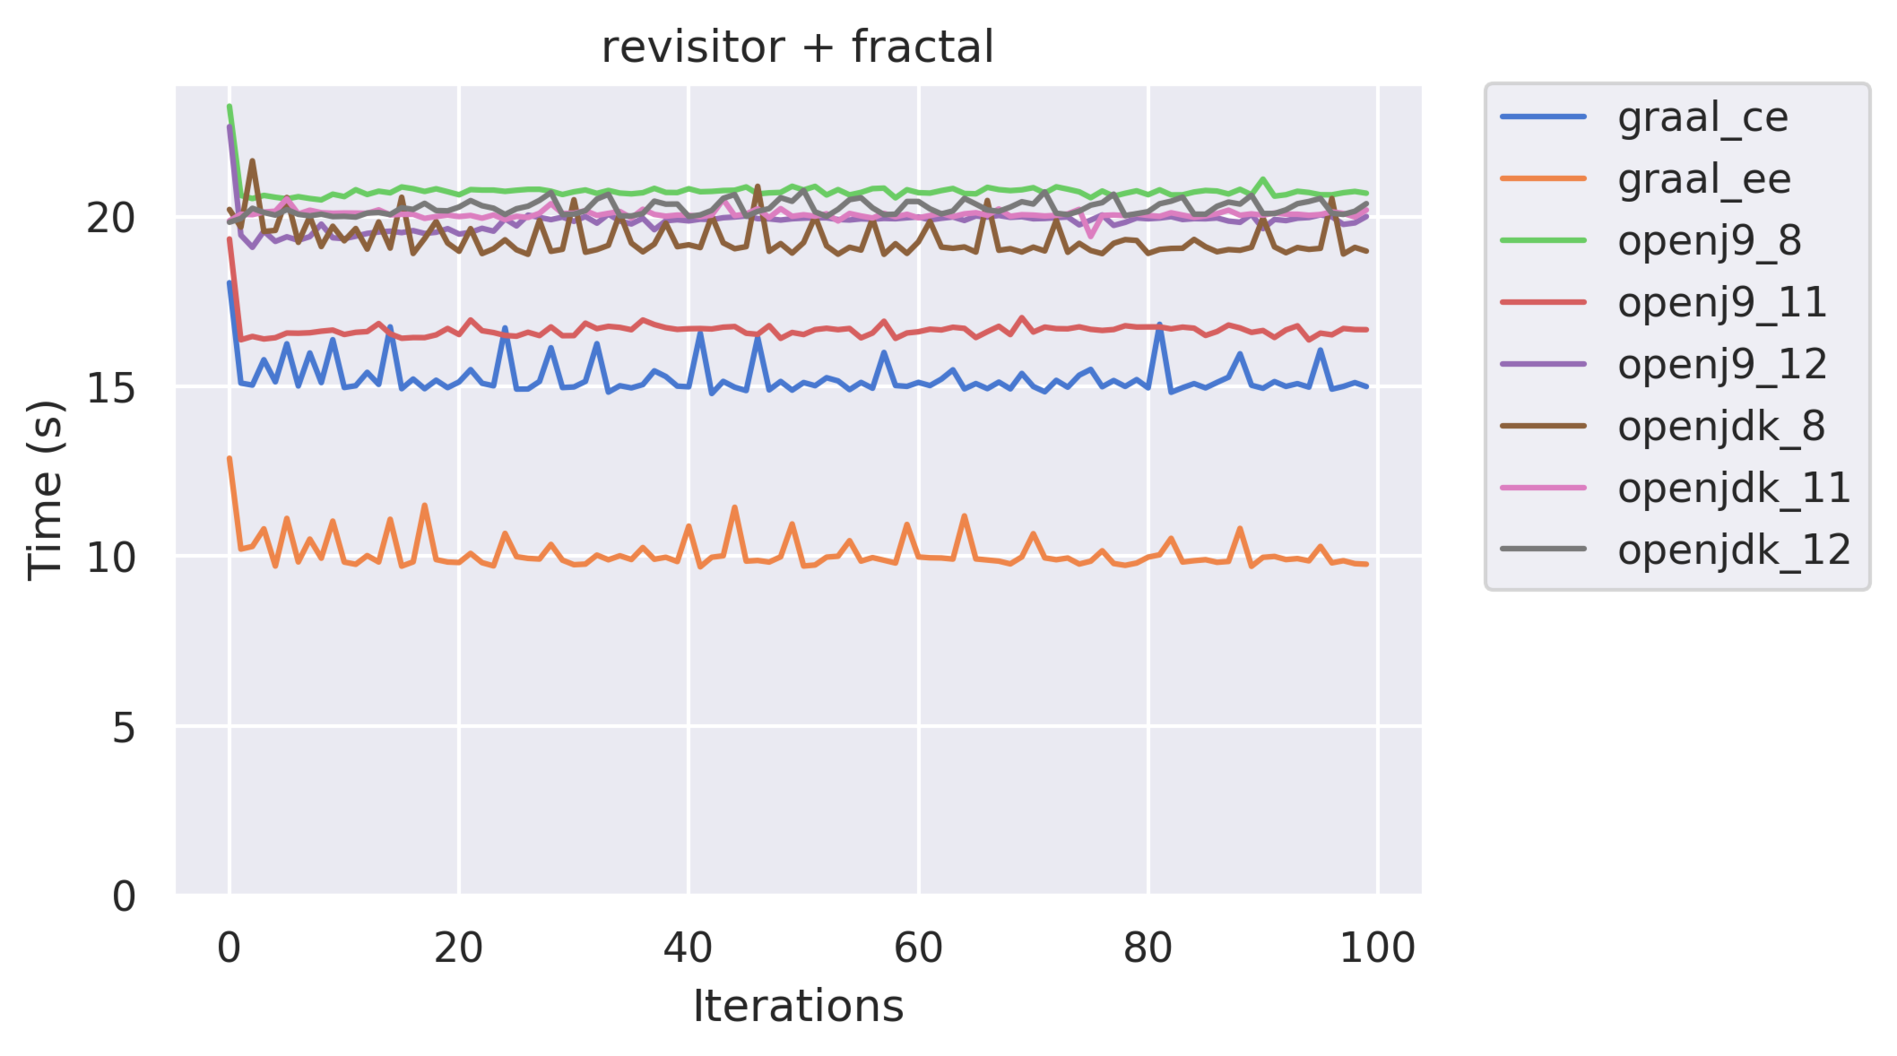 revisitor + fractal
Time (s)
20
15
10
5
0
0 20 40 60 80 100
Iterations
graal_ce
graal_ee
openj9_8
openj9_11
openj9_12
openjdk_8
openjdk_11
openjdk_12